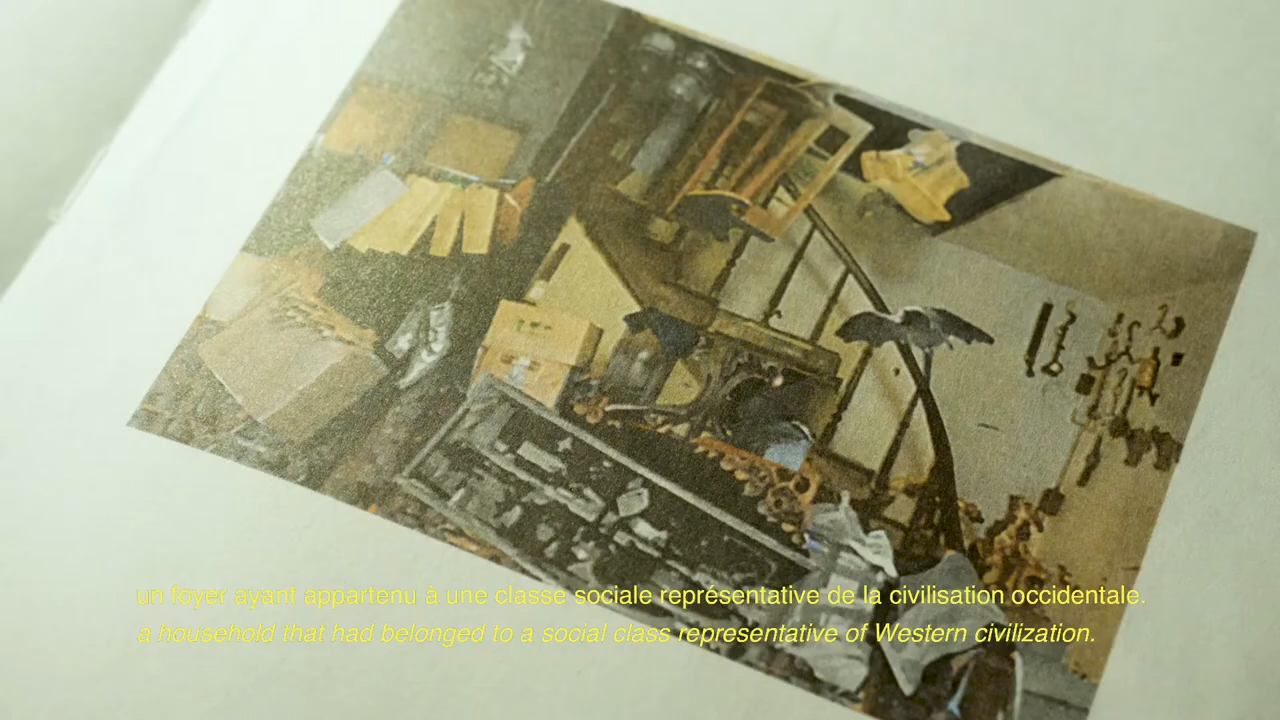 un foyer ayant appartenu à une classe sociale représentative de la civilisation occidentale.
a household that had belonged to a social class representative of Western civilization.